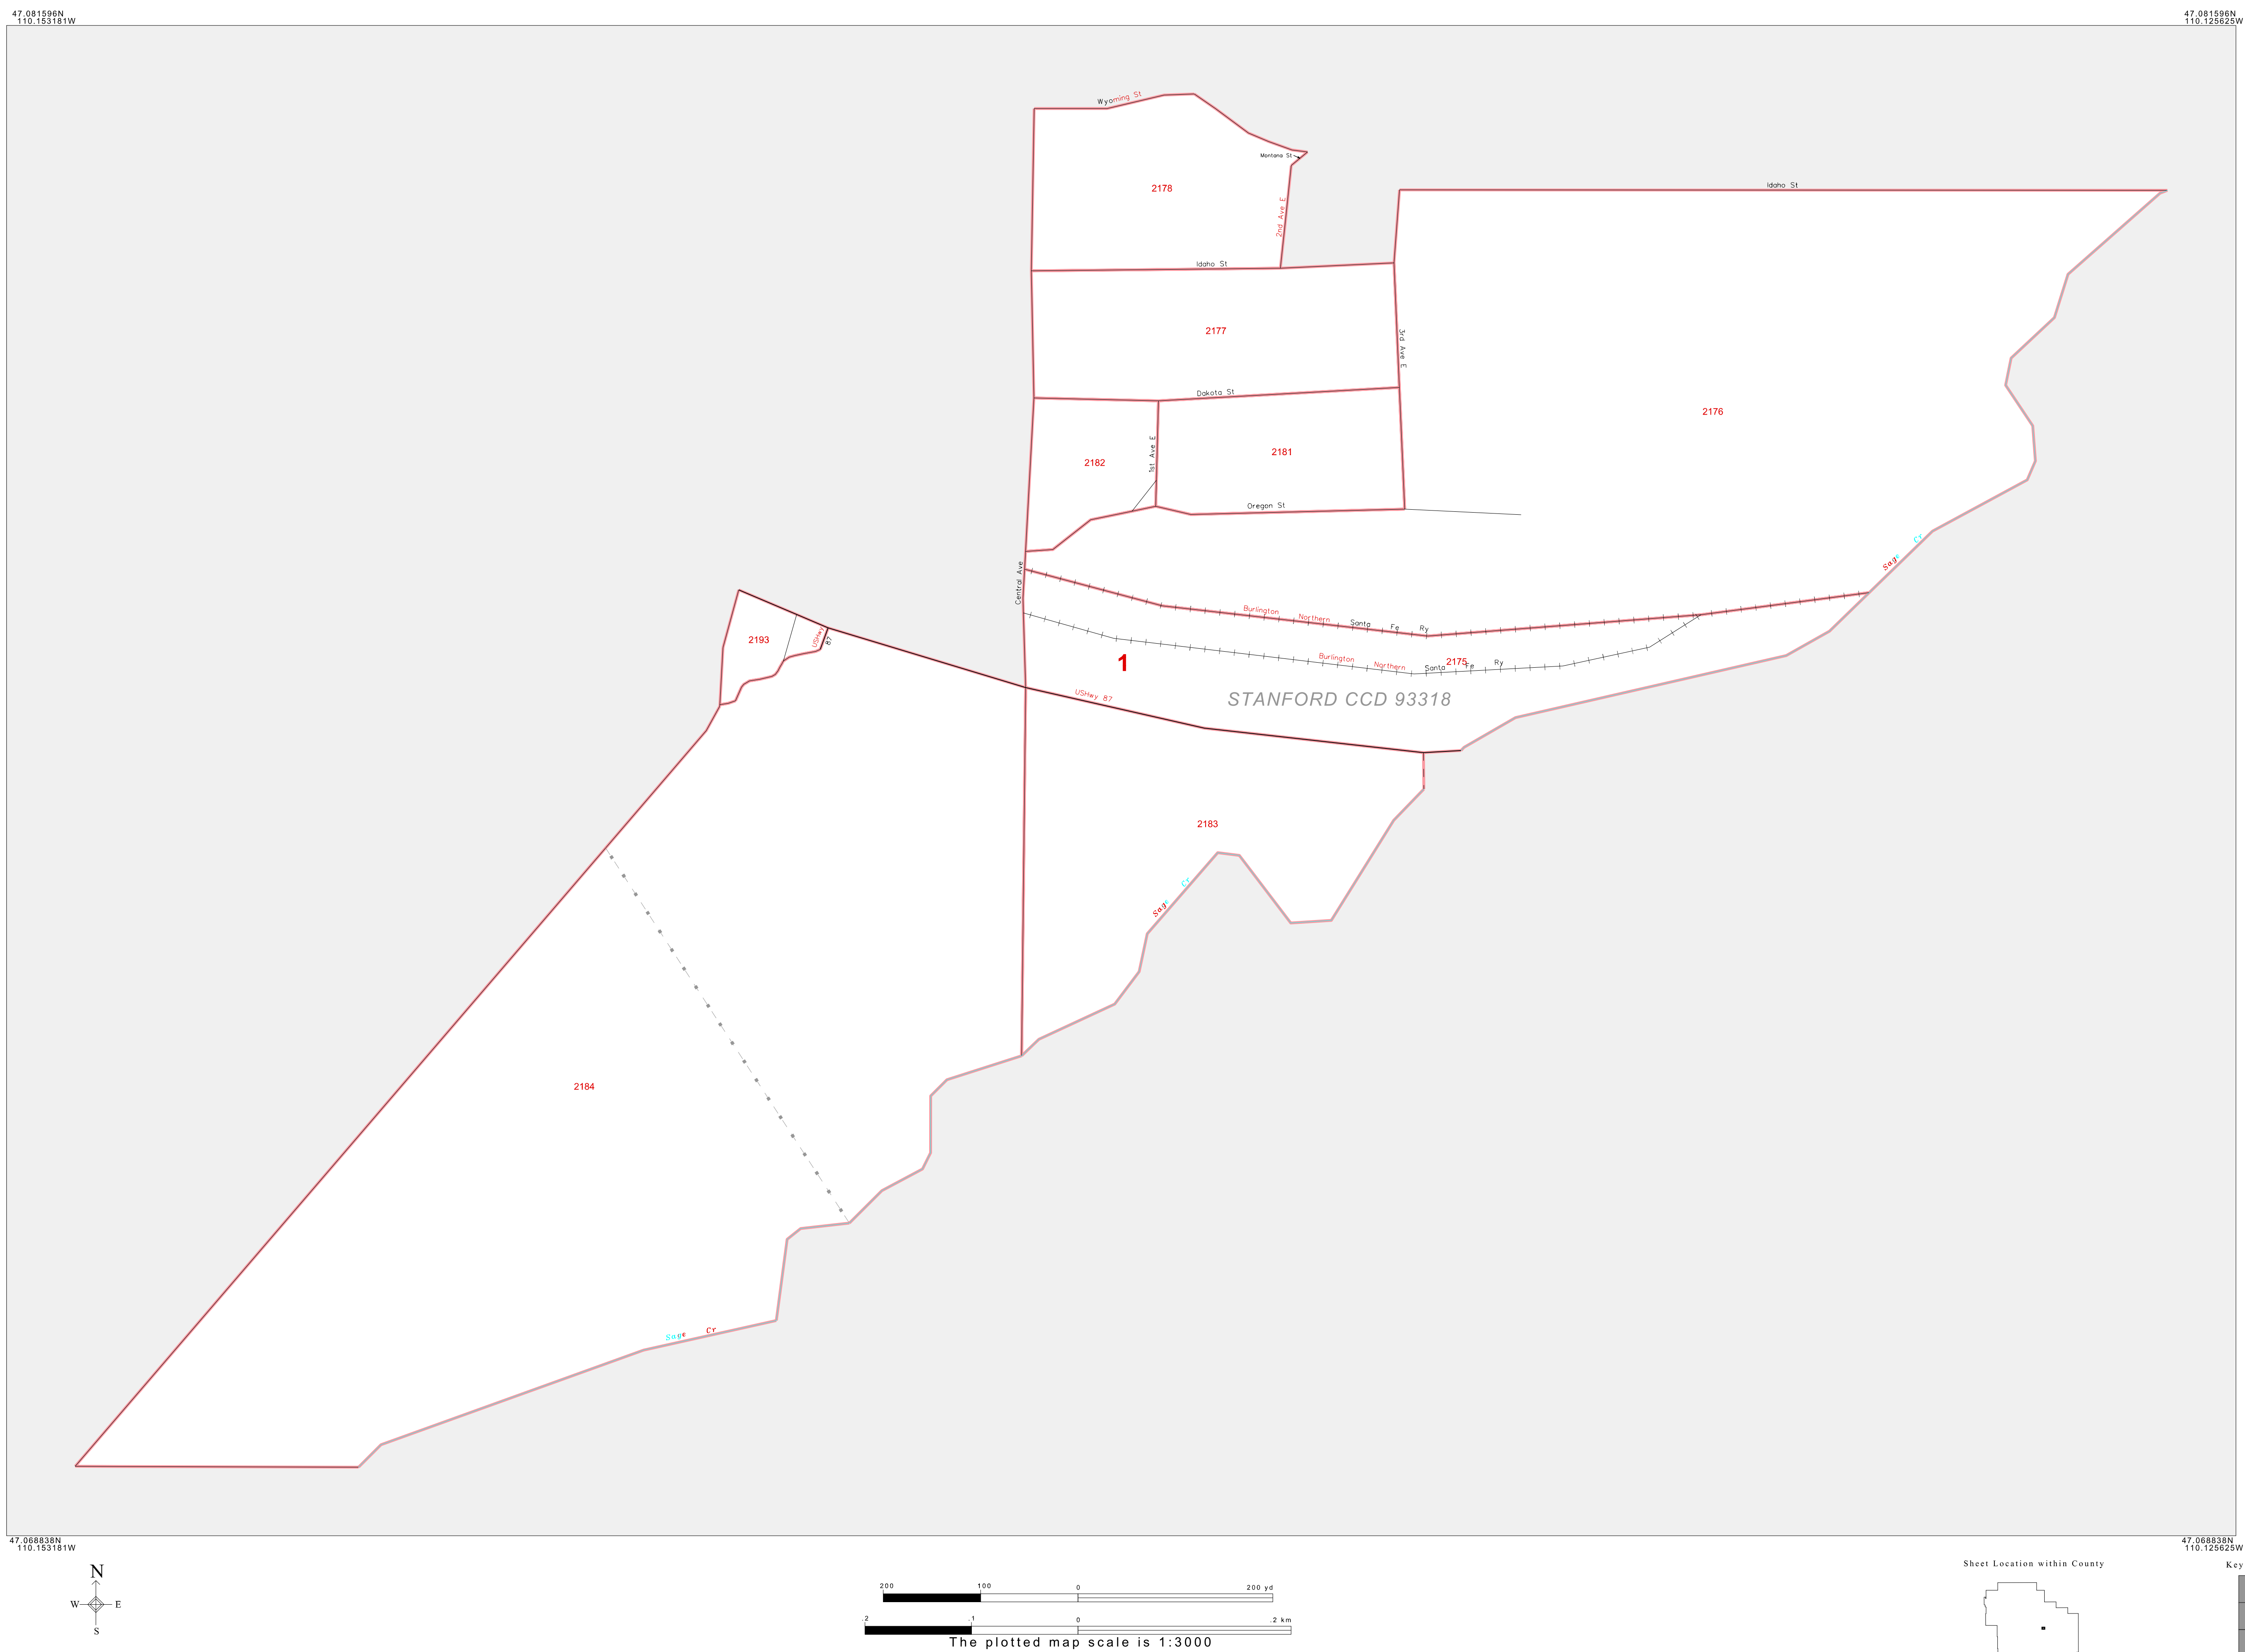 47.081596N
110.153181W
47.081596N
110.125625W
Wyoming St
Montana St
2178
Idaho St
2nd Ave E
Idaho St
2177
3rd Ave E
Dakota St
2176
1st Ave E
2182
2181
Oregon St
Sage Cr
Central Ave
Burlington Northern Santa Fe Ry
2193
USHwy 87
1
Burlington Northern Santa Fe Ry
2175
USHwy 87
STANFORD CCD 93318
2183
Sage Cr
2184
Sage Cr
47.068838N
110.153181W
47.068838N
110.125625W
N
W E
S
200 100 0 200 yd
.2 .1 0 .2 km
The plotted map scale is 1:3000
Sheet Location within County
Key